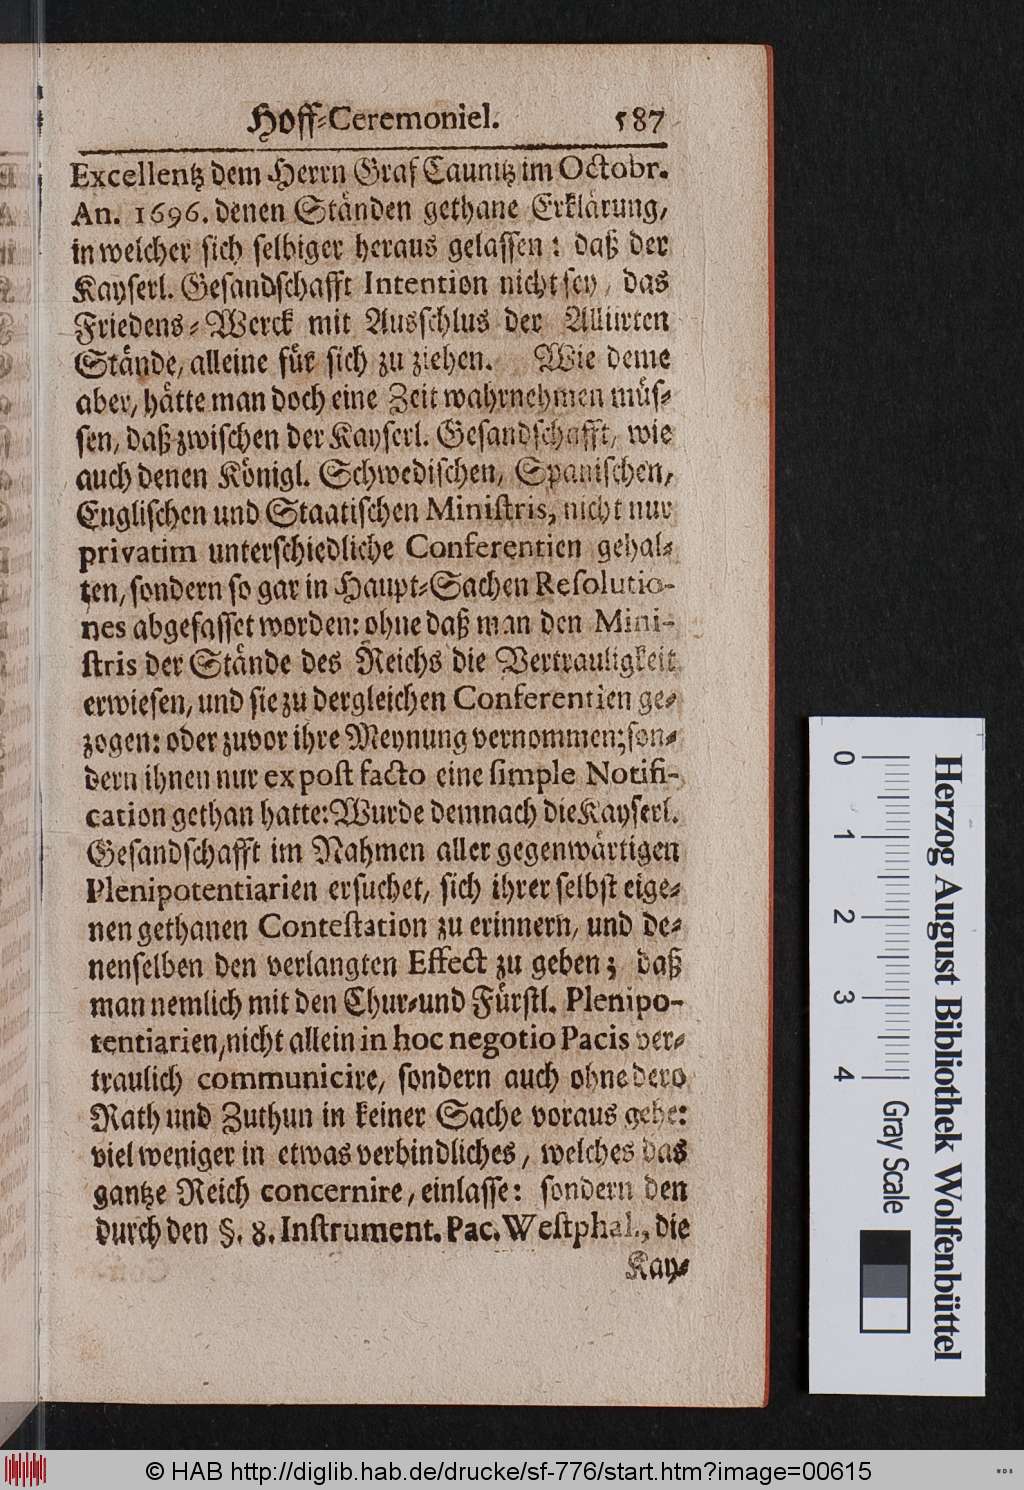 Hoff-Ceremoniel. 587
Excellentz dem Herrn Graf Caunitz im Octobr.
An. 1696. denen Ständen gethane Erklärung,
in welcher sich selbiger heraus gelassen: daß der
Kayserl. Gesandschafft Intention nicht sey, das
Friedens-Werck mit Ausschlus der Alliirten
Stände, alleine für sich zu ziehen. Wie deme
aber, hätte man doch eine Zeit wahrnehmen müs-
sen, daß zwischen der Kayserl. Gesandschafft, wie
auch denen Königl. Schwedischen, Spanischen,
Englischen und Staatischen Ministris, nicht nur
privatim unterschiedliche Conferentien gehal-
ten, sondern so gar in Haupt-Sachen Resolutio-
nes abgefasset worden: ohne daß man den Mini-
stris der Stände des Reichs die Vertrauligkeit
erwiesen, und sie zu dergleichen Conferentien ge-
zogen: oder zuvor ihre Meynung vernommen; son-
dern ihnen nur ex post facto eine simple Notifi-
cation gethan hatte: Wurde demnach die Kayserl.
Gesandschafft im Nahmen aller gegenwärtigen
Plenipotentiarien ersuchet, sich ihrer selbst eige-
nen gethanen Contestation zu erinnern, und de-
nenselben den verlangten Effect zu geben; daß
man nemlich mit den Chur- und Fürstl. Plenipo-
tentiarien, nicht allein in hoc negotio Pacis ver-
traulich communicire, sondern auch ohne dero
Rath und Zuthun in keiner Sache voraus gehe:
viel weniger in etwas verbindliches, welches das
gantze Reich concernire, einlasse: sondern den
durch den §. 8. Instrument. Pac. Westphal., die
Kay-
0 1 2 3 4
Gray Scale
Herzog August Bibliothek Wolfenbüttel
© HAB http://diglib.hab.de/drucke/sf-776/start.htm?image=00615